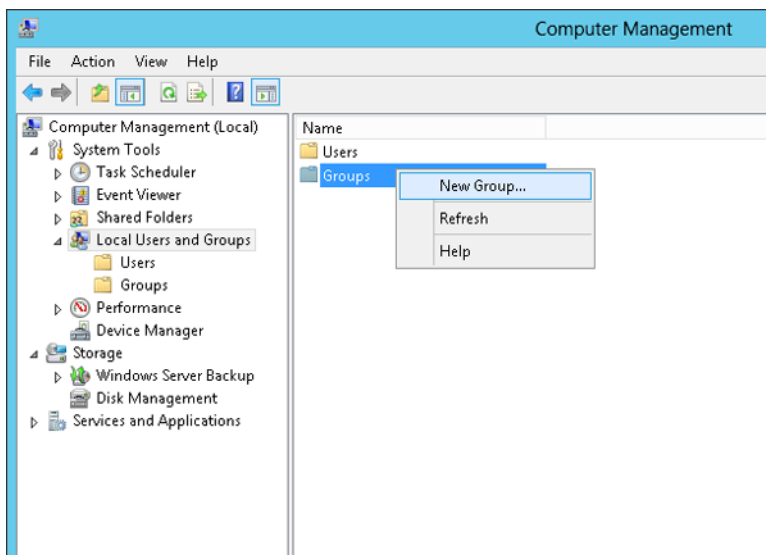 Computer Management
File Action View Help
Computer Management (Local)
System Tools
Task Scheduler
Event Viewer
Shared Folders
Local Users and Groups
Users
Groups
Performance
Device Manager
Storage
Windows Server Backup
Disk Management
Services and Applications
Name
Users
Groups
New Group...
Refresh
Help